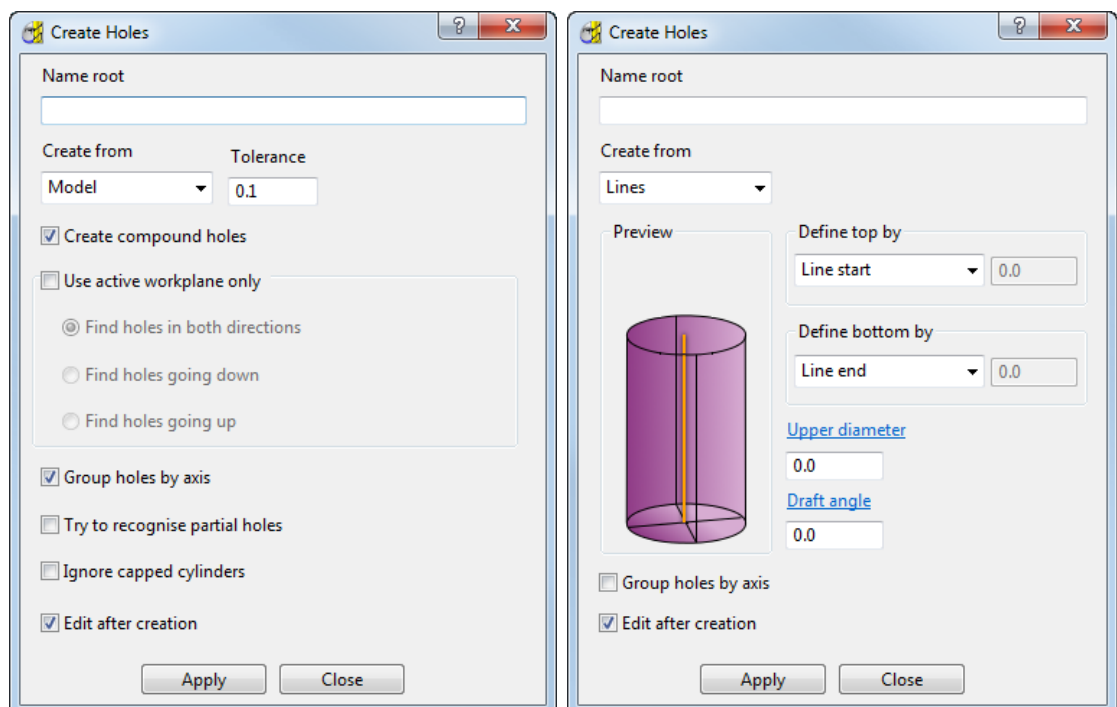 Create Holes
Name root
Create from
Tolerance
Model
0.1
Create compound holes
Use active workplane only
Find holes in both directions
Find holes going down
Find holes going up
Group holes by axis
Try to recognise partial holes
Ignore capped cylinders
Edit after creation
Apply
Close
Create Holes
Name root
Create from
Lines
Preview
Define top by
Line start
0.0
Define bottom by
Line end
0.0
Upper diameter
0.0
Draft angle
0.0
Group holes by axis
Edit after creation
Apply
Close